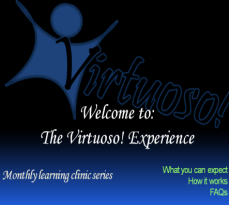 Virtuoso!
Welcome to:
The Virtuoso! Experience
Monthly learning clinic series
What you can expect
How it works
FAQs